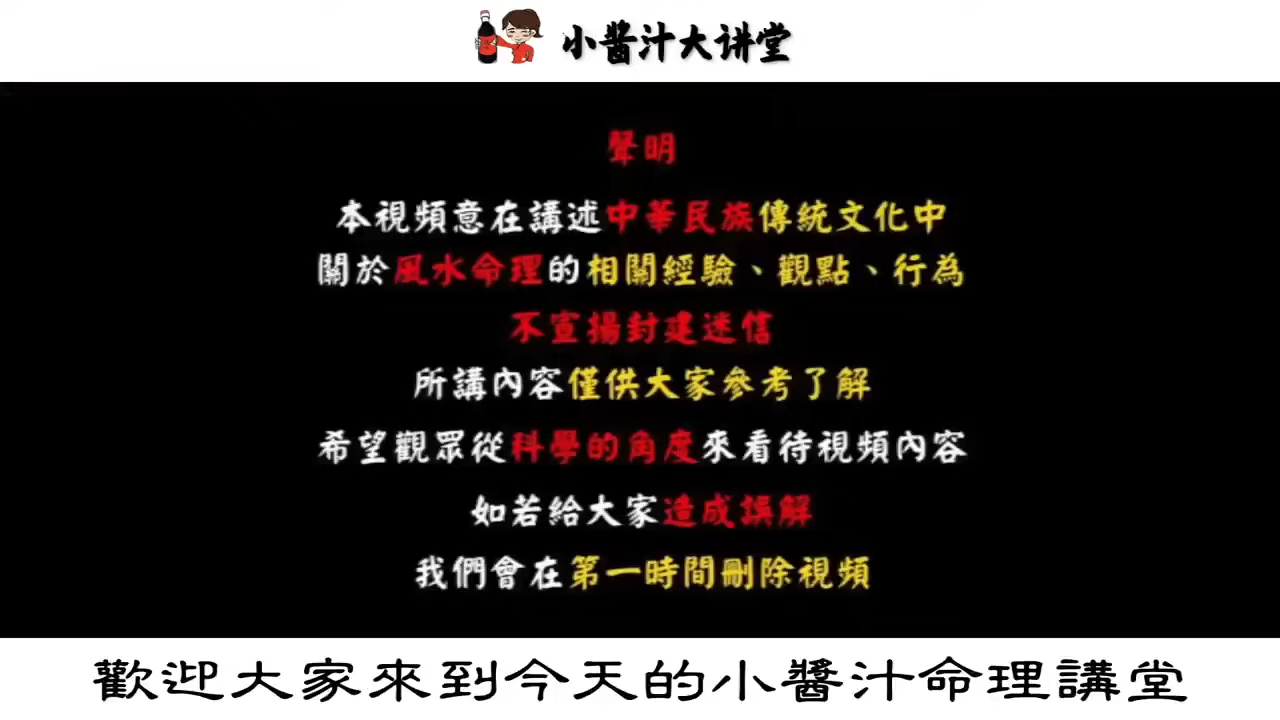 小醬汁大讲堂
聲明
本視頻意在講述中華民族傳統文化中
關於風水命理的相關經驗、觀點、行為
不宣揚封建迷信
所講內容僅供大家參考了解
希望觀眾從科學的角度來看待視頻內容
如若給大家造成誤解
我們會在第一時間刪除視頻
歡迎大家來到今天的小醬汁命理講堂